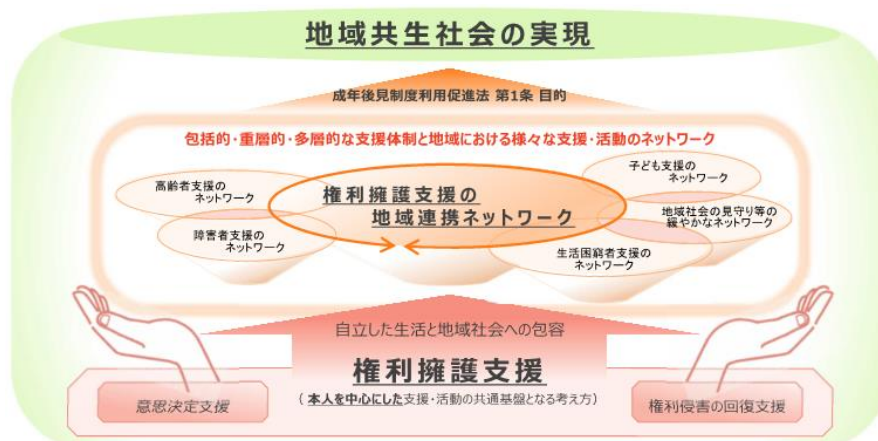 地域共生社会の実現
成年後見制度利用促進法 第1条 目的
包括的・重層的・多層的な支援体制と地域における様々な支援・活動のネットワーク
高齢者支援の
ネットワーク
障害者支援の
ネットワーク
権利擁護支援の
地域連携ネットワーク
子ども支援の
ネットワーク
地域社会の見守り等の
緩やかなネットワーク
生活困窮者支援の
ネットワーク
自立した生活と地域社会への包容
権利擁護支援
( 本人を中心にした支援・活動の共通基盤となる考え方)
意思決定支援
権利侵害の回復支援